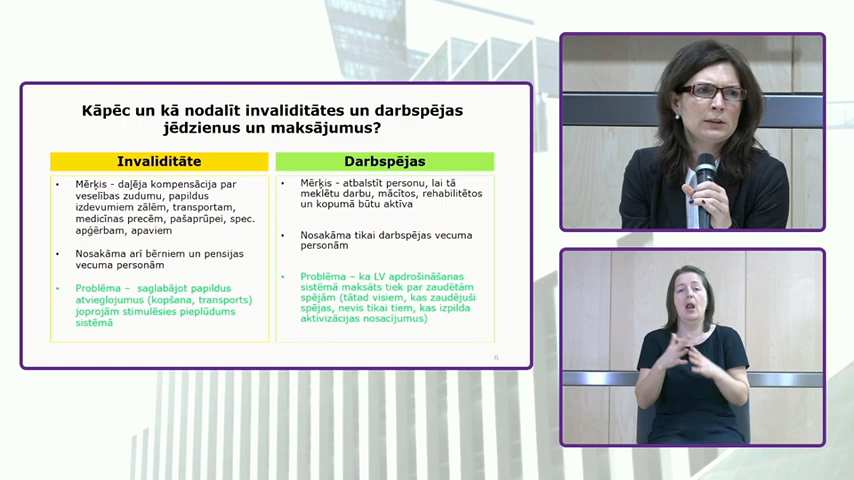 Kāpēc un kā nodalīt invaliditātes un darbspējas
jēdzienus un maksājumus?
Invaliditāte
• Mērķis - daļēja kompensācija par
veselības zudumu, papildus
izdevumiem zālēm, transportam,
medicīnas precēm, pašaprūpei, spec.
apģērbam, apaviem
• Nosakāma arī bērniem un pensijas
vecuma personām
• Problēma – saglabājot papildus
atvieglojumus (kopšana, transports)
joprojām stimulēsies pieplūdums
sistēmā
Darbspējas
• Mērķis - atbalstīt personu, lai tā
meklētu darbu, mācītos, rehabilitētos
un kopumā būtu aktīva
• Nosakāma tikai darbspējas vecuma
personām
• Problēma – ka LV apdrošināšanas
sistēmā maksāts tiek par zaudētām
spējām (tātad visiem, kas zaudējuši
spējas, nevis tikai tiem, kas izpilda
aktivizācijas nosacījumus)
6